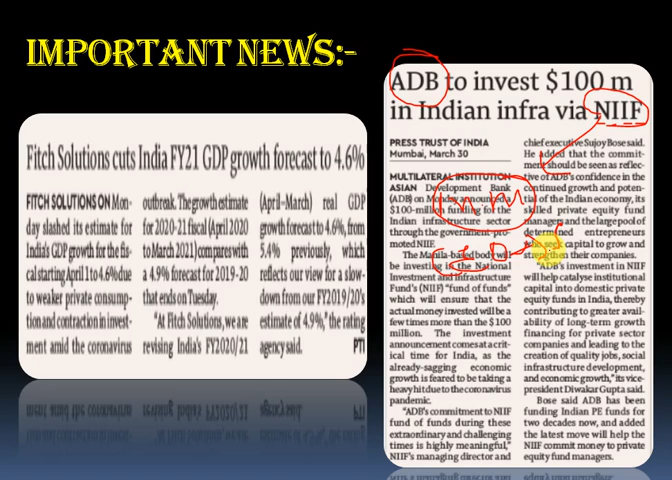 IMPORTANT NEWS:-
Fitch Solutions cuts India FY21 GDP growth forecast to 4.6%
FITCH SOLUTIONS ON Mon-
day slashed its estimate for
India's GDP growth for the fis-
cal starting April 1 to 4.6% due
to weaker private consump-
tion and contraction in invest-
ment amid the coronavirus
outbreak. The growth estimate
for 2020-21 fiscal (April 2020
to March 2021) compares with
a 4.9% forecast for 2019-20
that ends on Tuesday.
"At Fitch Solutions, we are
revising India's FY2020/21
(April-March) real GDP
growth forecast to 4.6%, from
5.4% previously, which
reflects our view for a slow-
down from our FY2019/20's
estimate of 4.9%," the rating
agency said. PTI
ADB to invest $100 m
in Indian infra via NIIF
PRESS TRUST OF INDIA
Mumbai, March 30
MULTILATERAL INSTITUTION
ASIAN Development Bank
(ADB) on Monday announced a
$100-million funding for the
Indian infrastructure sector
through the government-pro-
moted NIIF.
The Manila-based body will
be investing in the National
Investment and Infrastructure
Fund's (NIIF) "fund of funds"
which will ensure that the
actual money invested will be a
few times more than the $100
million. The investment
announcement comes at a crit-
ical time for India, as the
already-sagging economic
growth is feared to be taking a
heavy hit due to the coronavirus
pandemic.
"ADB's commitment to NIIF
fund of funds during these
extraordinary and challenging
times is highly meaningful,"
NIIF's managing director and
chief executive Sujoy Bose said.
He added that the commit-
ment should be seen as reflec-
tive of ADB's confidence in the
continued growth and poten-
tial of the Indian economy, its
skilled private equity fund
managers and the large pool of
determined entrepreneurs
who seek capital to grow and
strengthen their companies.
"ADB's investment in NIIF
will help catalyse institutional
capital into domestic private
equity funds in India, thereby
contributing to greater avail-
ability of long-term growth
financing for private sector
companies and leading to the
creation of quality jobs, social
infrastructure development,
and economic growth," its vice-
president Diwakar Gupta said.
Bose said ADB has been
funding Indian PE funds for
two decades now, and added
the latest move will help the
NIIF commit money to private
equity fund managers.